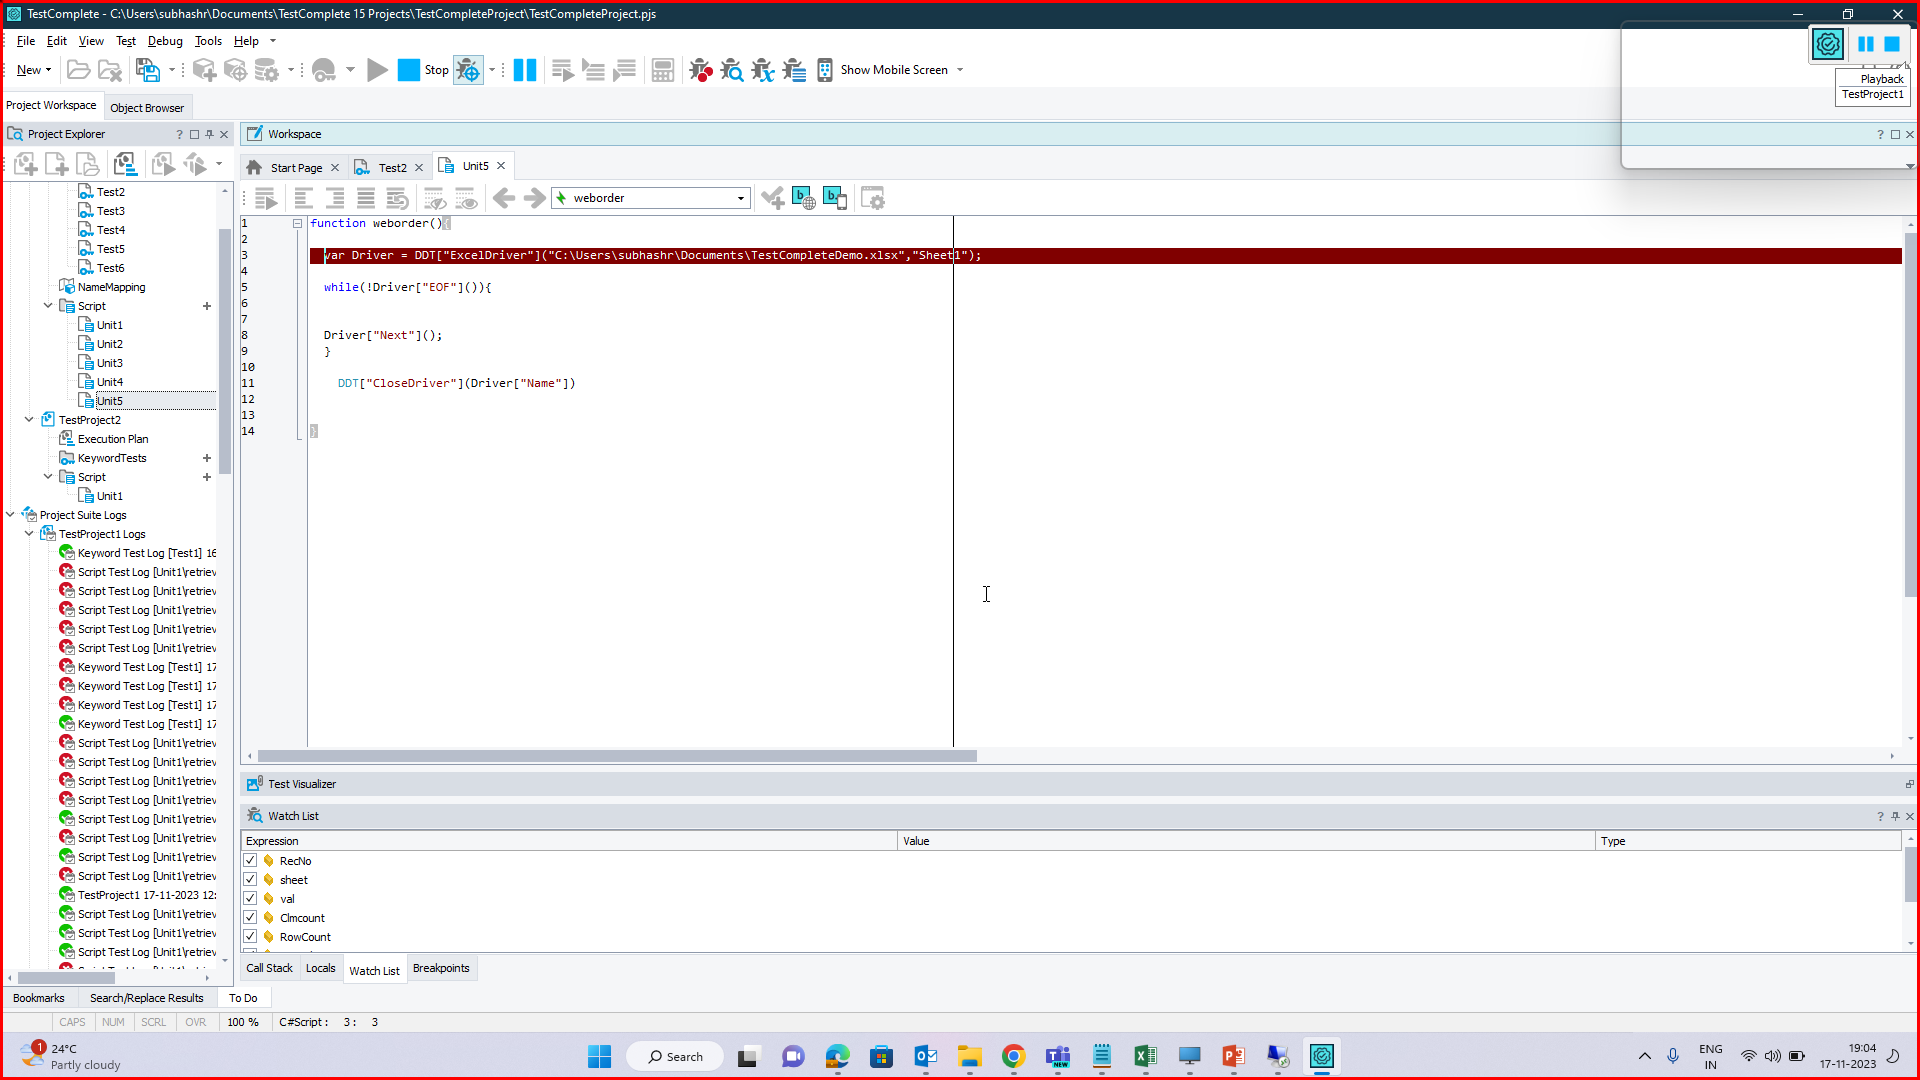 TestComplete - C:\Users\subhashr\Documents\TestComplete 15 Projects\TestCompleteProject\TestCompleteProject.pjs
File Edit View Test Debug Tools Help
New Stop Show Mobile Screen
Playback
TestProject1
Project Workspace Object Browser
Project Explorer
Workspace
Start Page Test2 Unit5
weborder
Test2
Test3
Test4
Test5
Test6
NameMapping
Script
Unit1
Unit2
Unit3
Unit4
Unit5
TestProject2
Execution Plan
KeywordTests
Script
Unit1
Project Suite Logs
TestProject1 Logs
Keyword Test Log [Test1] 16
Script Test Log [Unit1\retriev
Script Test Log [Unit1\retriev
Script Test Log [Unit1\retriev
Script Test Log [Unit1\retriev
Script Test Log [Unit1\retriev
Keyword Test Log [Test1] 17
Keyword Test Log [Test1] 17
Keyword Test Log [Test1] 17
Keyword Test Log [Test1] 17
Script Test Log [Unit1\retriev
Script Test Log [Unit1\retriev
Script Test Log [Unit1\retriev
Script Test Log [Unit1\retriev
Script Test Log [Unit1\retriev
Script Test Log [Unit1\retriev
Script Test Log [Unit1\retriev
Script Test Log [Unit1\retriev
TestProject1 17-11-2023 12:
Script Test Log [Unit1\retriev
Script Test Log [Unit1\retriev
Script Test Log [Unit1\retriev
1 function weborder(){
2
3 var Driver = DDT["ExcelDriver"]("C:\Users\subhashr\Documents\TestCompleteDemo.xlsx","Sheet1");
4
5 while(!Driver["EOF"]()){
6
7
8 Driver["Next"]();
9 }
10
11 DDT["CloseDriver"](Driver["Name"])
12
13
14 }
Test Visualizer
Watch List
Expression Value Type
RecNo
sheet
val
Clmcount
RowCount
Call Stack Locals Watch List Breakpoints
Bookmarks Search/Replace Results To Do
CAPS NUM SCRL OVR 100 % C#Script : 3 : 3
1
24°C
Partly cloudy
Search
NEW
ENG
IN
19:04
17-11-2023